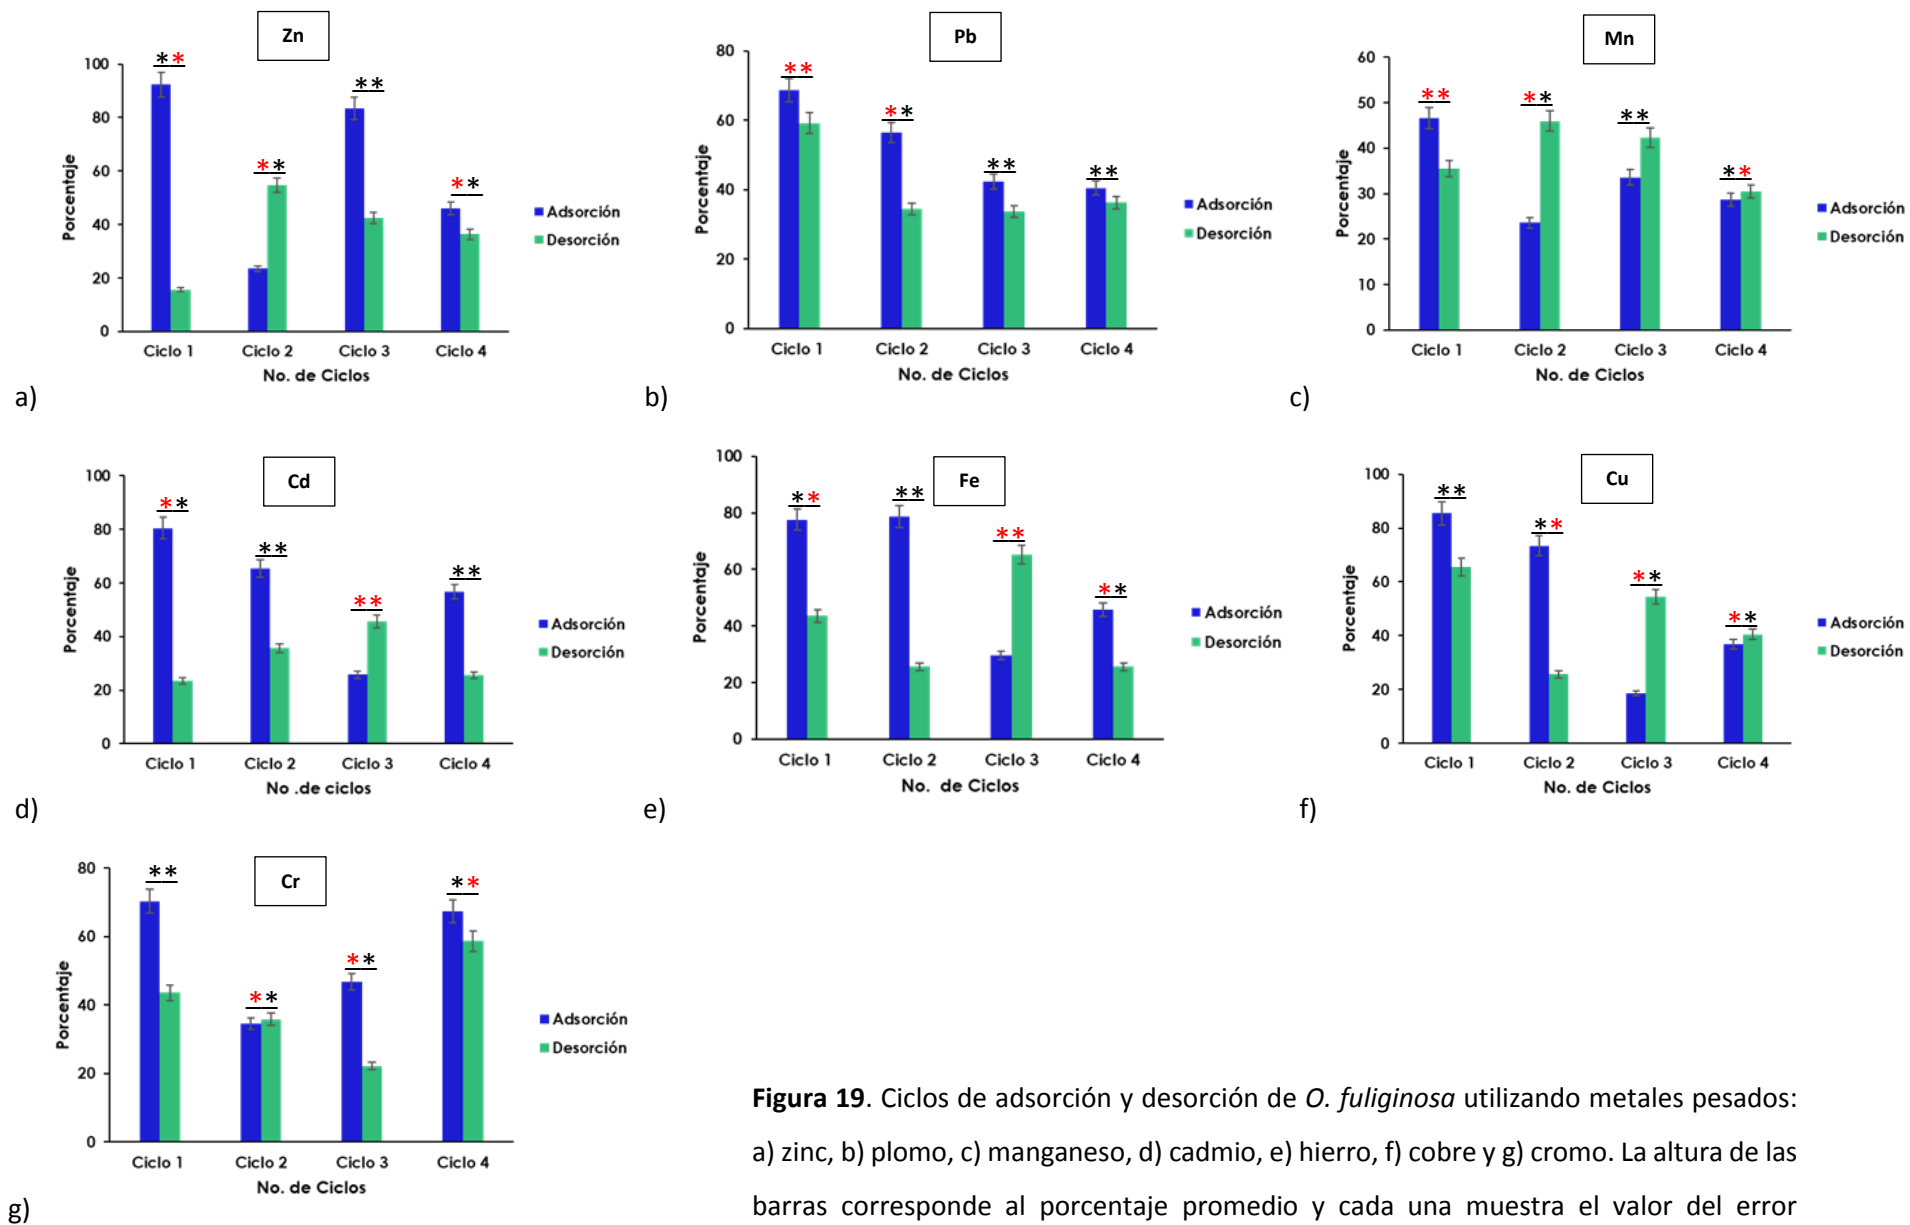 Zn
**
**
**
**
100
80
60
40
20
0
Porcentaje
Adsorción
Desorción
Ciclo 1 Ciclo 2 Ciclo 3 Ciclo 4
No. de Ciclos
a)
Pb
**
**
**
**
80
60
40
20
0
Porcentaje
Adsorción
Desorción
Ciclo 1 Ciclo 2 Ciclo 3 Ciclo 4
No. de Ciclos
b)
Mn
**
**
**
**
60
50
40
30
20
10
0
Porcentaje
Adsorción
Desorción
Ciclo 1 Ciclo 2 Ciclo 3 Ciclo 4
No. de Ciclos
c)
Cd
**
**
**
**
100
80
60
40
20
0
Porcentaje
Adsorción
Desorción
Ciclo 1 Ciclo 2 Ciclo 3 Ciclo 4
No .de ciclos
d)
Fe
**
**
**
**
100
80
60
40
20
0
Porcentaje
Adsorción
Desorción
Ciclo 1 Ciclo 2 Ciclo 3 Ciclo 4
No. de Ciclos
e)
Cu
**
**
**
**
100
80
60
40
20
0
Porcentaje
Adsorción
Desorción
Ciclo 1 Ciclo 2 Ciclo 3 Ciclo 4
No. de Ciclos
f)
Cr
**
**
**
**
80
60
40
20
0
Porcentaje
Adsorción
Desorción
Ciclo 1 Ciclo 2 Ciclo 3 Ciclo 4
No. de Ciclos
g)
Figura 19. Ciclos de adsorción y desorción de O. fuliginosa utilizando metales pesados:
a) zinc, b) plomo, c) manganeso, d) cadmio, e) hierro, f) cobre y g) cromo. La altura de las
barras corresponde al porcentaje promedio y cada una muestra el valor del error